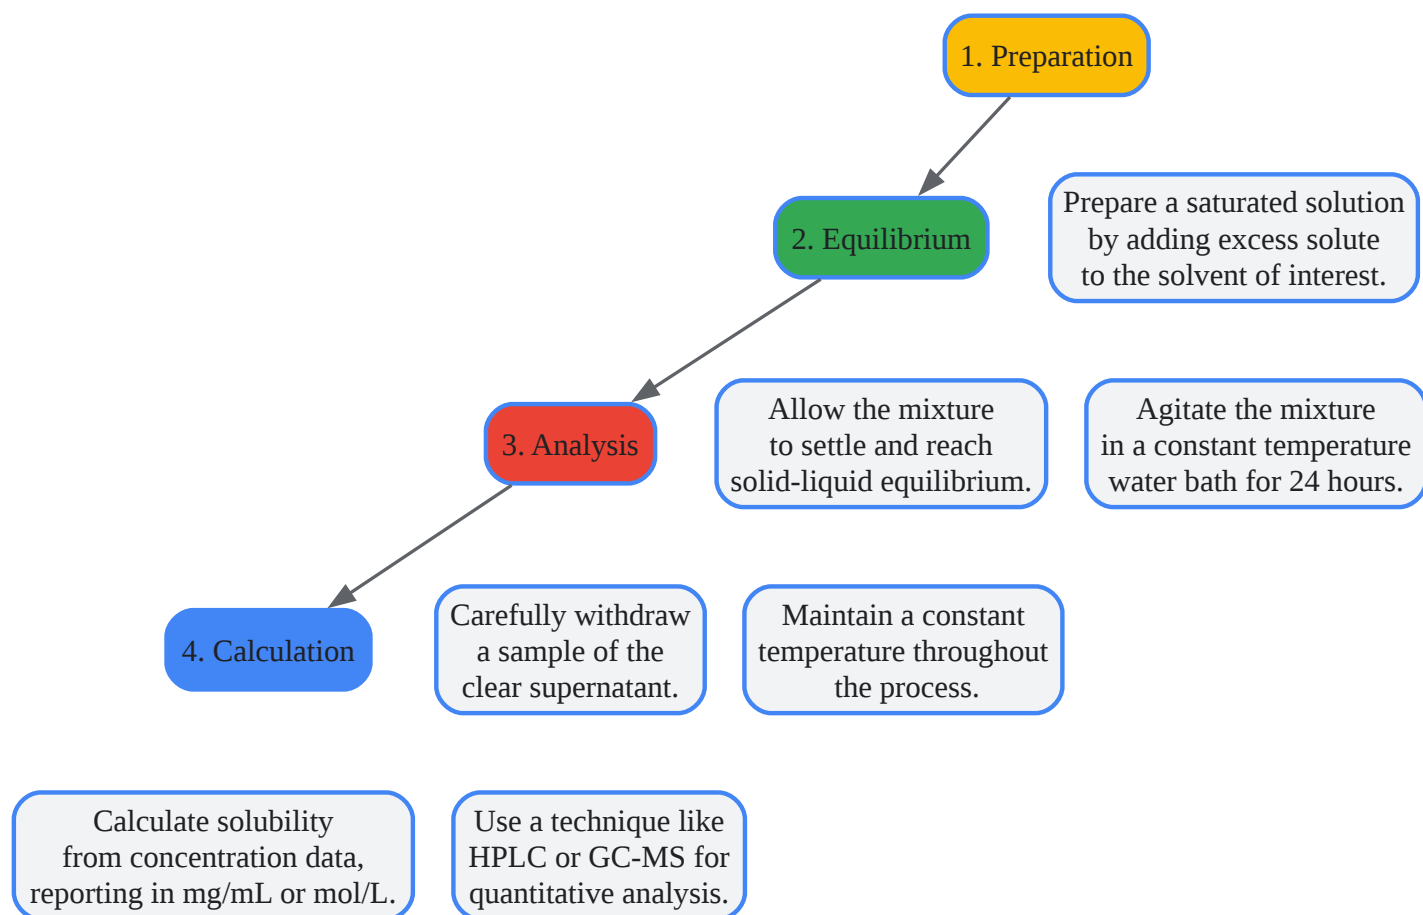 1. Preparation
Prepare a saturated solution
by adding excess solute
to the solvent of interest.
2. Equilibrium
Allow the mixture
to settle and reach
solid-liquid equilibrium.
Agitate the mixture
in a constant temperature
water bath for 24 hours.
3. Analysis
Carefully withdraw
a sample of the
clear supernatant.
Maintain a constant
temperature throughout
the process.
4. Calculation
Calculate solubility
from concentration data,
reporting in mg/mL or mol/L.
Use a technique like
HPLC or GC-MS for
quantitative analysis.